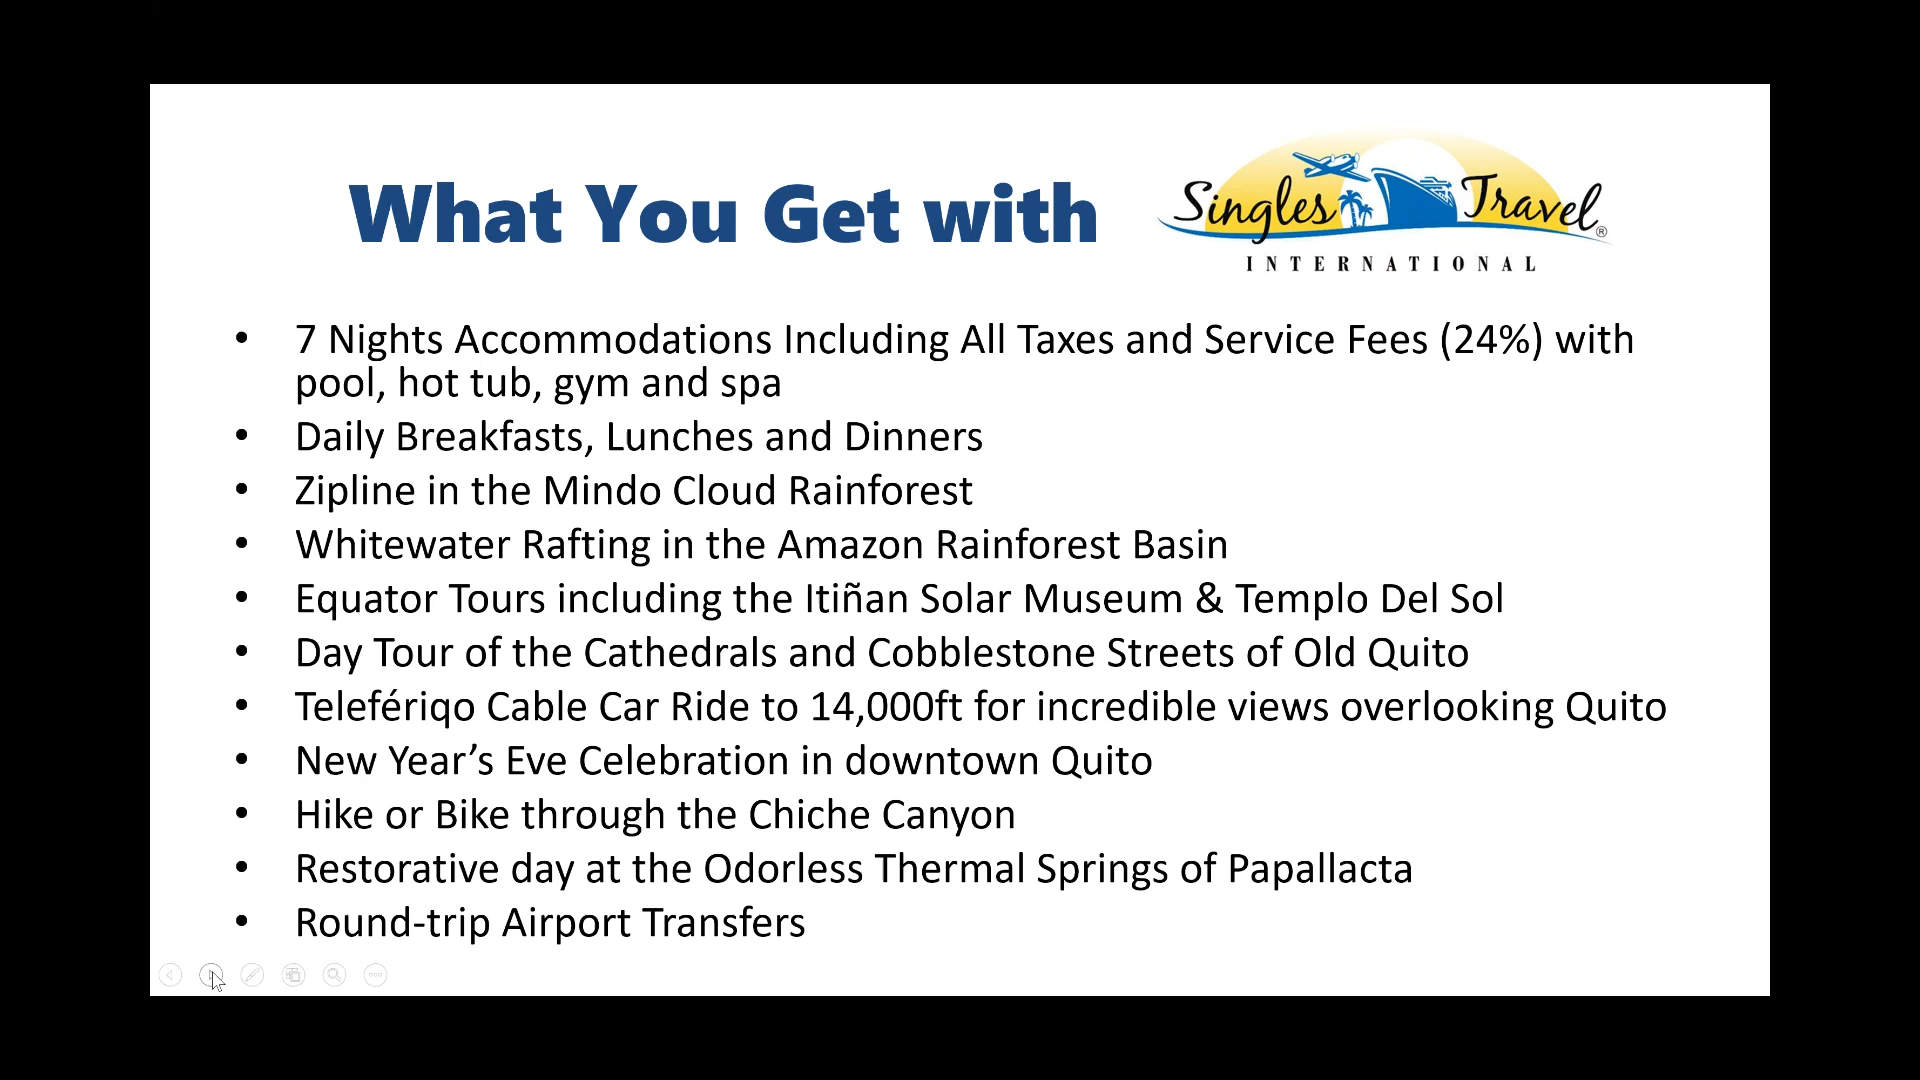 What You Get with
Singles Travel®
INTERNATIONAL
• 7 Nights Accommodations Including All Taxes and Service Fees (24%) with
pool, hot tub, gym and spa
• Daily Breakfasts, Lunches and Dinners
• Zipline in the Mindo Cloud Rainforest
• Whitewater Rafting in the Amazon Rainforest Basin
• Equator Tours including the Itiñan Solar Museum & Templo Del Sol
• Day Tour of the Cathedrals and Cobblestone Streets of Old Quito
• Telefériqo Cable Car Ride to 14,000ft for incredible views overlooking Quito
• New Year’s Eve Celebration in downtown Quito
• Hike or Bike through the Chiche Canyon
• Restorative day at the Odorless Thermal Springs of Papallacta
• Round-trip Airport Transfers